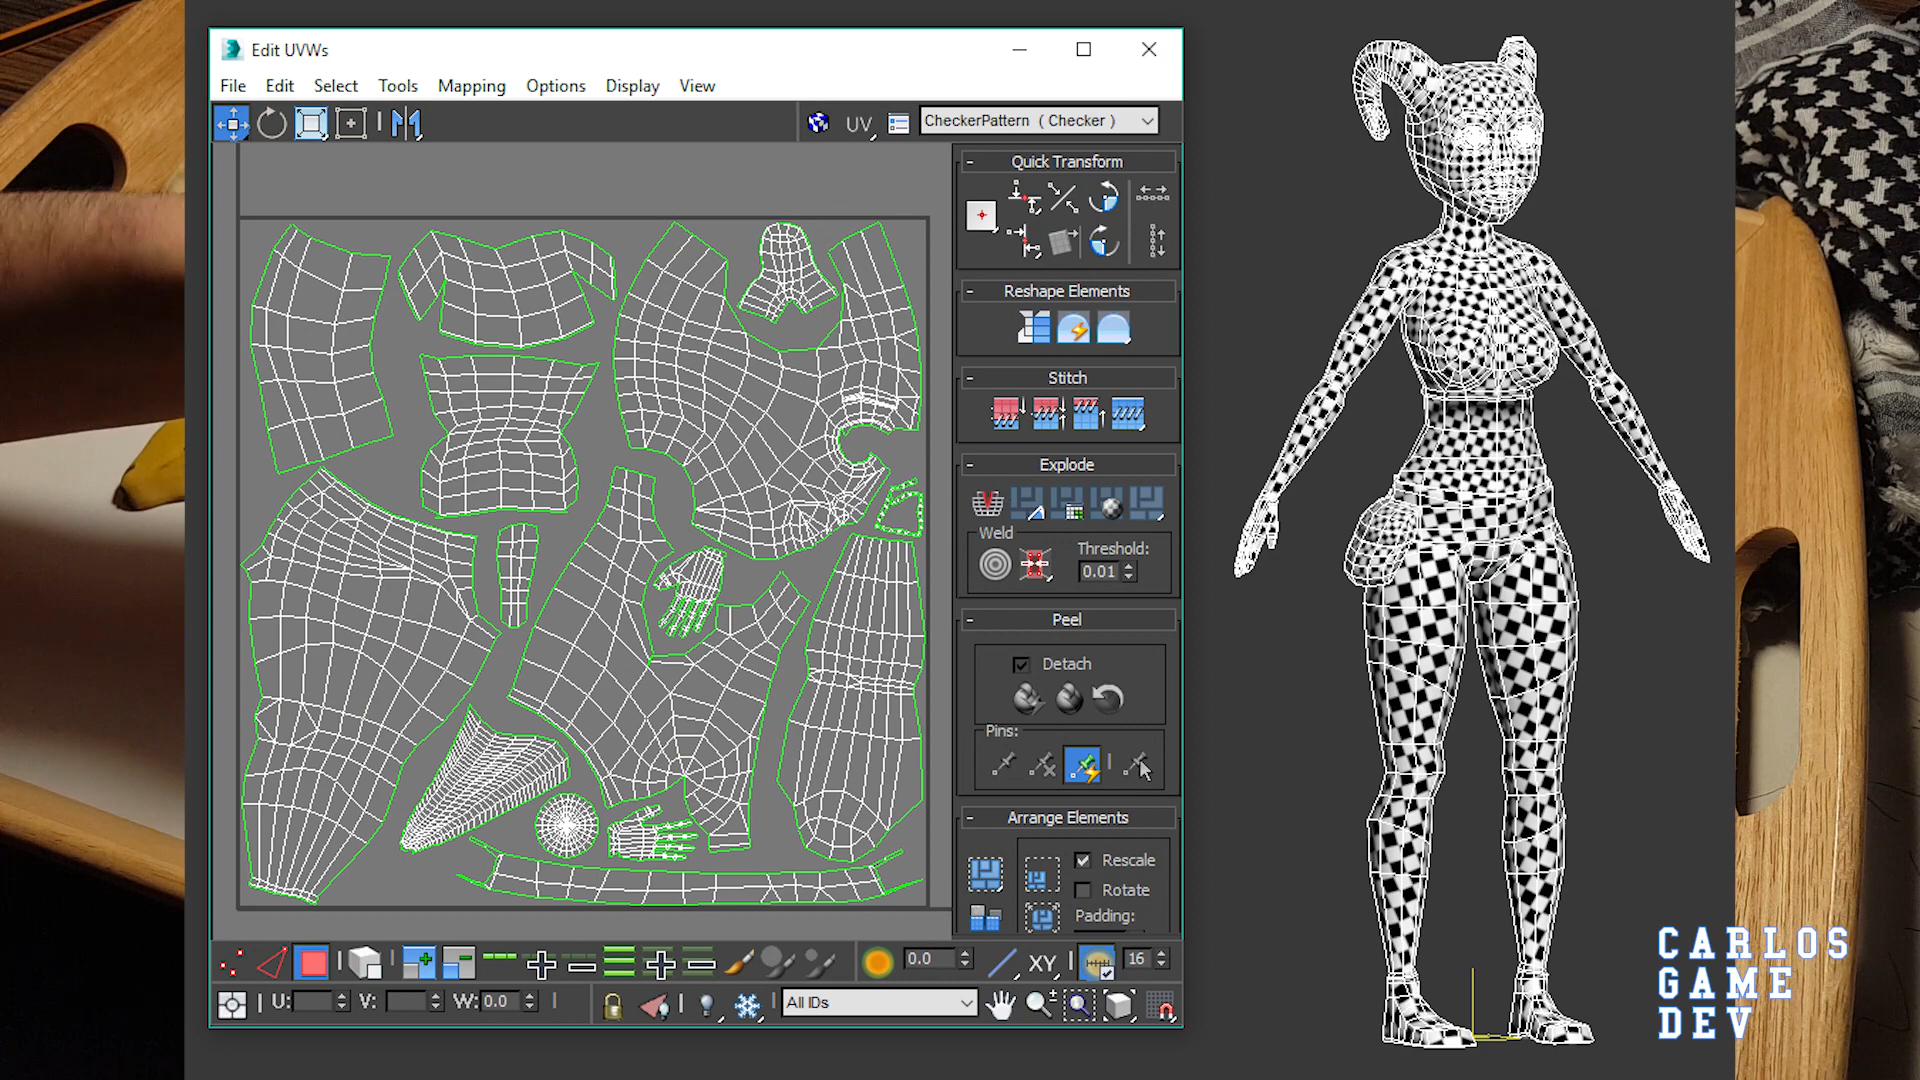 Edit UVWs
File Edit Select Tools Mapping Options Display View
UV CheckerPattern ( Checker )
Quick Transform
Reshape Elements
Stitch
Explode
Weld
Threshold:
0.01
Peel
Detach
Pins:
Arrange Elements
Rescale
Rotate
Padding:
0.0 XY 16
U: V: W: 0.0 All IDs
CARLOS
GAME
DEV